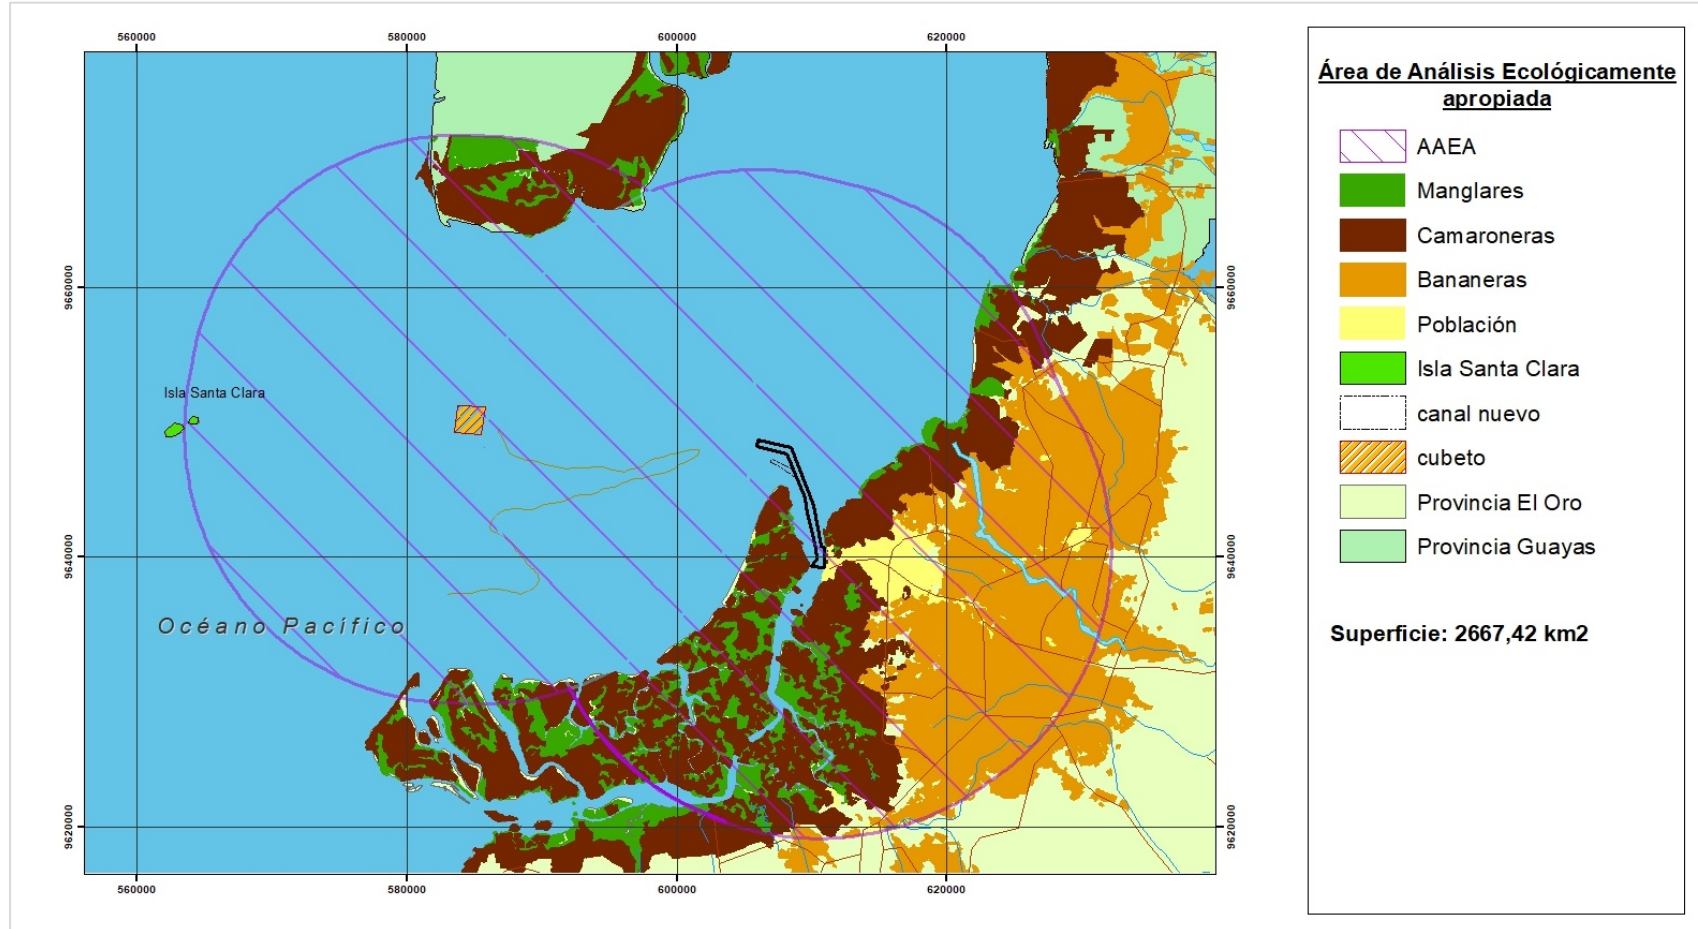 560000
580000
600000
620000
9660000
9660000
Isla Santa Clara
9640000
9640000
Océano Pacífico
9620000
9620000
560000
580000
600000
620000
Área de Análisis Ecológicamente
apropiada
AAEA
Manglares
Camaroneras
Bananeras
Población
Isla Santa Clara
canal nuevo
cubeto
Provincia El Oro
Provincia Guayas
Superficie: 2667,42 km2